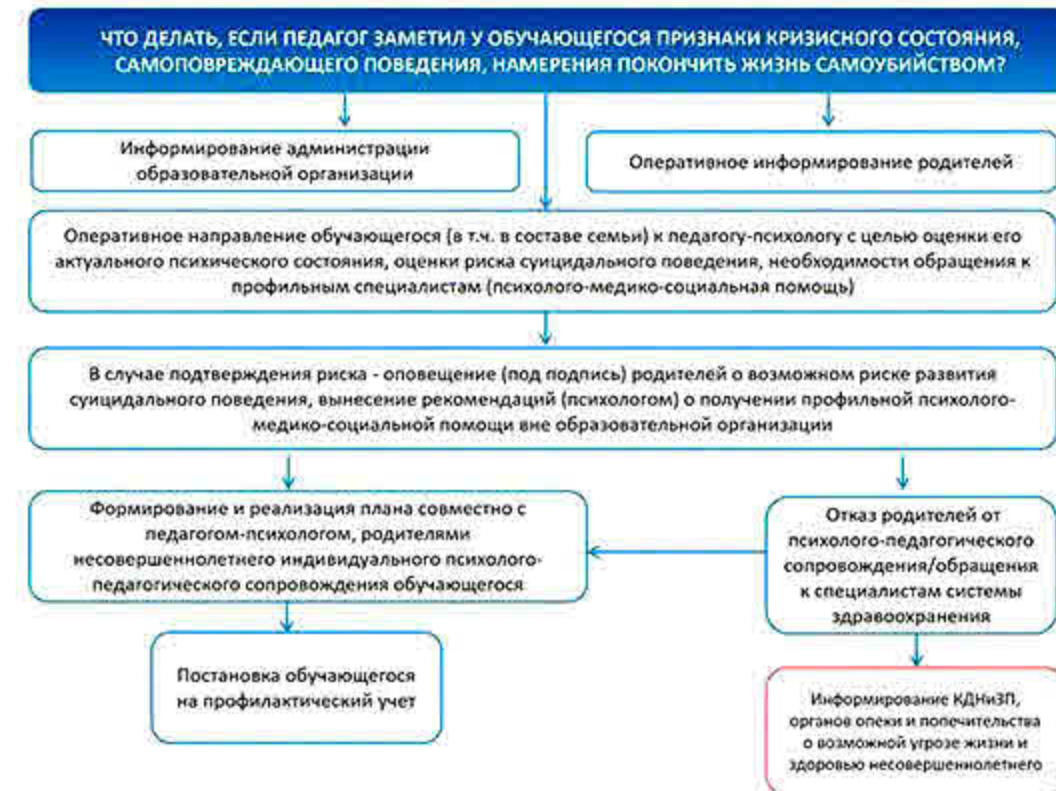 ЧТО ДЕЛАТЬ, ЕСЛИ ПЕДАГОГ ЗАМЕТИЛ У ОБУЧАЮЩЕГОСЯ ПРИЗНАКИ КРИЗИСНОГО СОСТОЯНИЯ,
САМОПОВРЕЖДАЮЩЕГО ПОВЕДЕНИЯ, НАМЕРЕНИЯ ПОКОНЧИТЬ ЖИЗНЬ САМОУБИЙСТВОМ?
Информирование администрации
образовательной организации
Оперативное информирование родителей
Оперативное направление обучающегося (в т.ч. в составе семьи) к педагогу-психологу с целью оценки его
актуального психического состояния, оценки риска суицидального поведения, необходимости обращения к
профильным специалистам (психолого-медико-социальная помощь)
В случае подтверждения риска - оповещение (под подпись) родителей о возможном риске развития
суицидального поведения, вынесение рекомендаций (психологом) о получении профильной психолого-
медико-социальной помощи вне образовательной организации
Формирование и реализация плана совместно с
педагогом-психологом, родителями
несовершеннолетнего индивидуального психолого-
педагогического сопровождения обучающегося
Отказ родителей от
психолого-педагогического
сопровождения/обращения
к специалистам системы
здравоохранения
Постановка обучающегося
на профилактический учет
Информирование КДНиЗП,
органов опеки и попечительства
о возможной угрозе жизни и
здоровью несовершеннолетнего